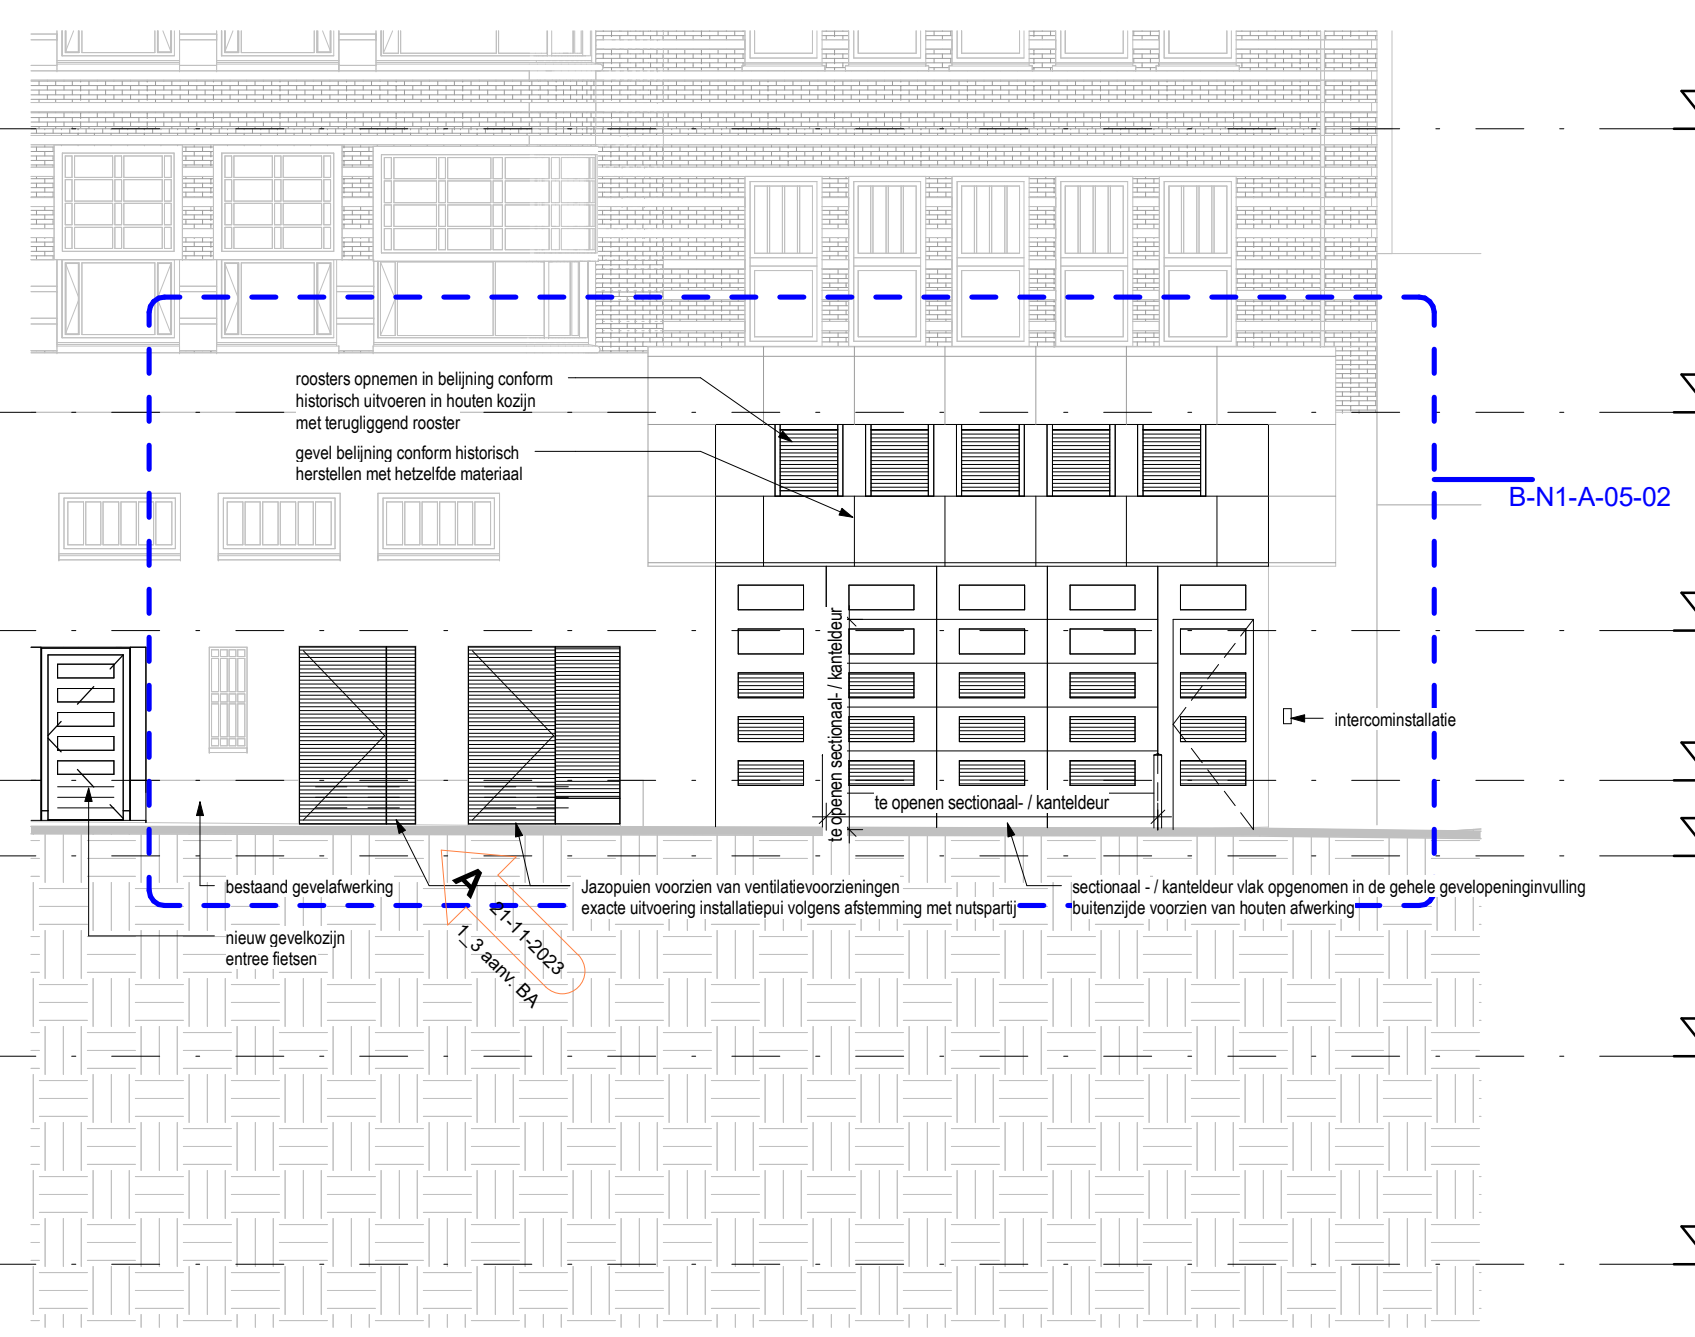 roosters opnemen in belijning conform
historisch uitvoeren in houten kozijn
met terugliggend rooster
gevel belijning conform historisch
herstellen met hetzelfde materiaal
B-N1-A-05-02
te openen sectionaal- / kanteldeur
intercominstallatie
te openen sectionaal- / kanteldeur
bestaand gevelafwerking
Jazopuien voorzien van ventilatievoorzieningen
exacte uitvoering installatiepui volgens afstemming met nutspartij
sectionaal - / kanteldeur vlak opgenomen in de gehele gevelopeninginvulling
buitenzijde voorzien van houten afwerking
nieuw gevelkozijn
entree fietsen
A
21-11-2023
1_3 aanv. BA